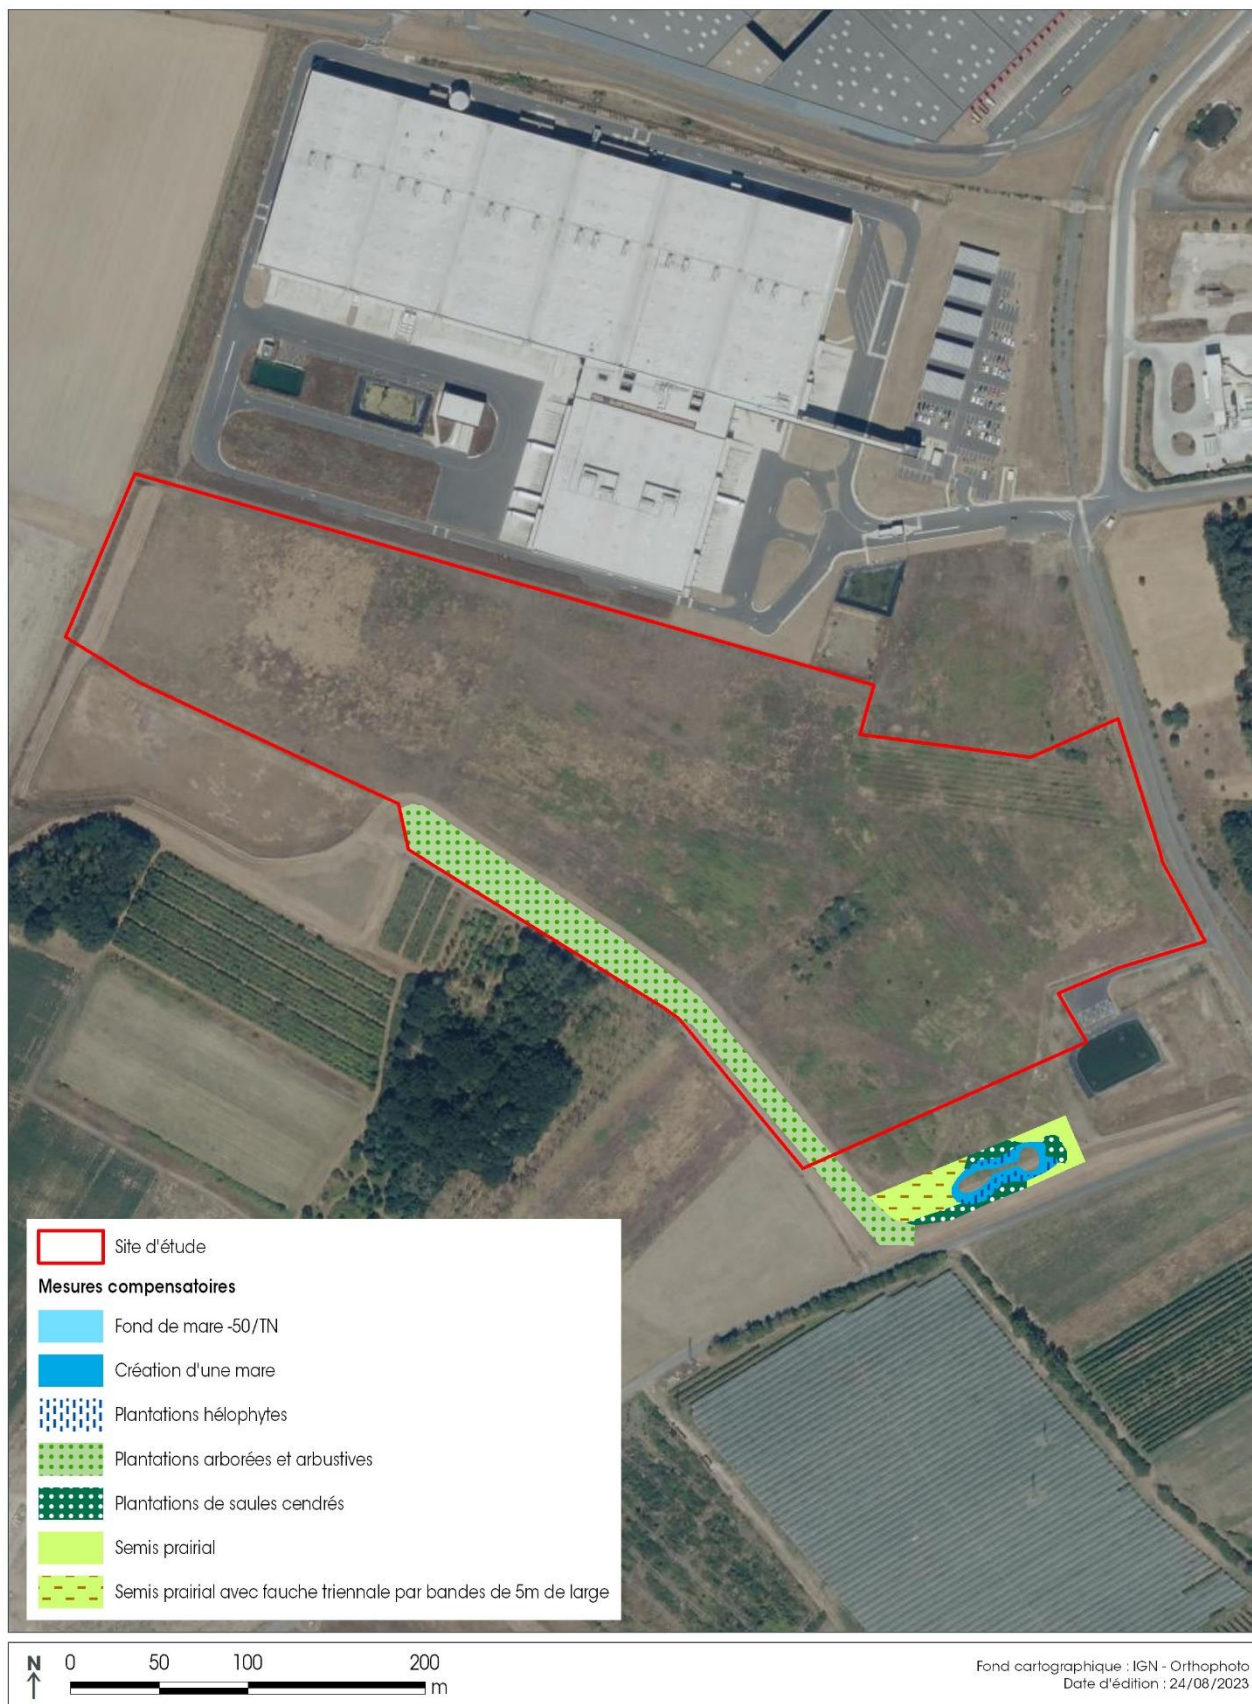 Site d'étude
Mesures compensatoires
Fond de mare -50/TN
Création d'une mare
Plantations hélophytes
Plantations arborées et arbustives
Plantations de saules cendrés
Semis prairial
Semis prairial avec fauche triennale par bandes de 5m de large
N 0 50 100 200
m
Fond cartographique : IGN - Orthophoto
Date d'édition : 24/08/2023